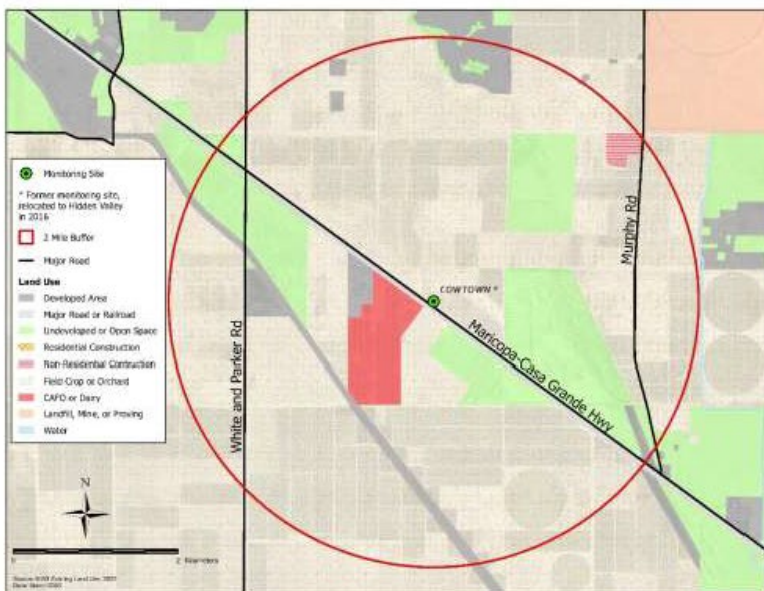 Monitoring Site
* Former monitoring site,
relocated to Hidden Valley
in 2016
2 Mile Buffer
Major Road
Land Use
Developed Area
Major Road or Railroad
Undeveloped or Open Space
Residential Construction
Non-Residential Contruction
Field Crop or Orchard
CAFO or Dairy
Landfill, Mine, or Proving
Water
N
2 Kilometers
White and Parker Rd
COWTOWN *
Maricopa-Casa Grande Hwy
Murphy Rd